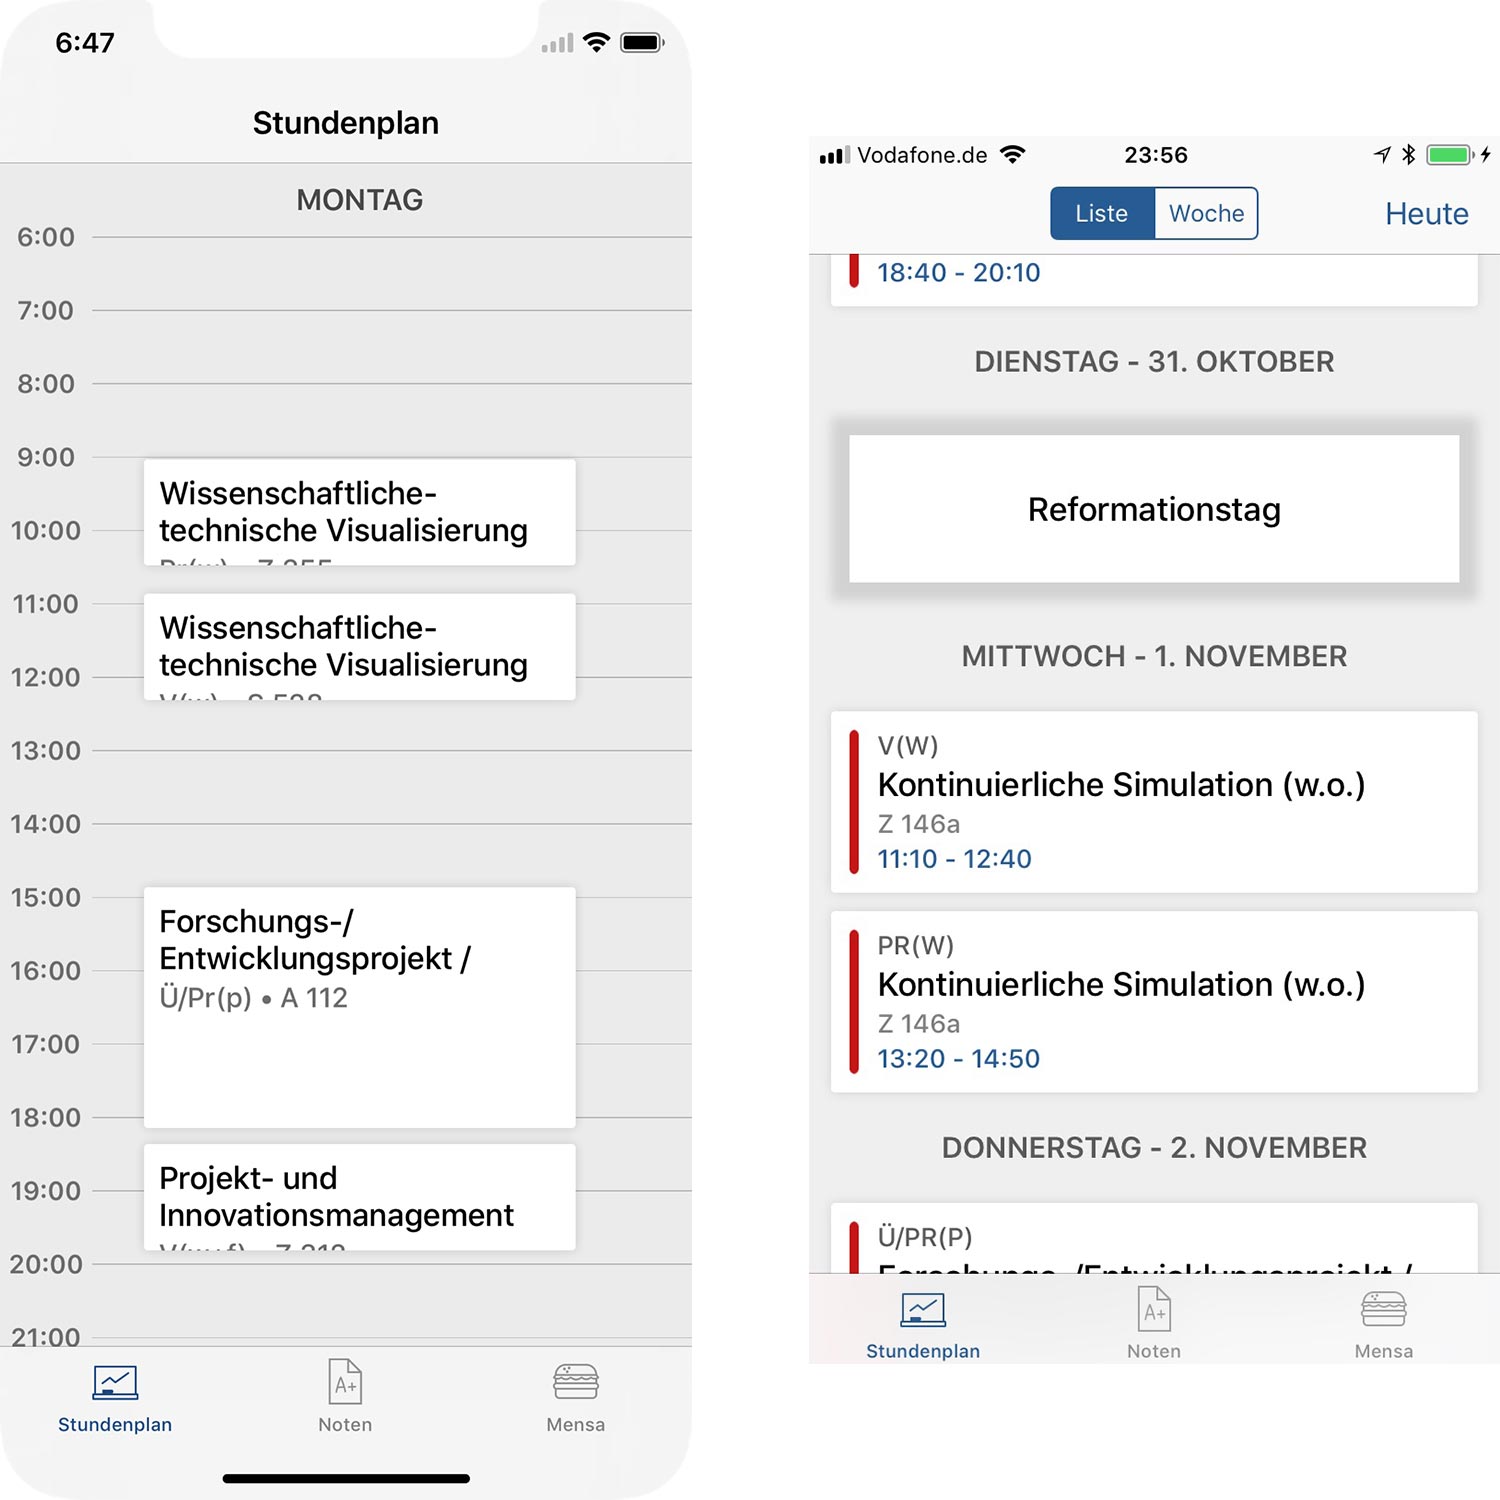 6:47
Stundenplan
MONTAG
6:00
7:00
8:00
9:00
Wissenschaftliche-
technische Visualisierung
10:00
11:00
Wissenschaftliche-
technische Visualisierung
12:00
13:00
14:00
15:00
Forschungs-/
Entwicklungsprojekt /
16:00
Ü/Pr(p) • A 112
17:00
18:00
Projekt- und
19:00
Innovationsmanagement
20:00
21:00
Stundenplan
Noten
Mensa
A+
Vodafone.de
23:56
Liste
Woche
Heute
18:40 - 20:10
DIENSTAG - 31. OKTOBER
Reformationstag
MITTWOCH - 1. NOVEMBER
V(W)
Kontinuierliche Simulation (w.o.)
Z 146a
11:10 - 12:40
PR(W)
Kontinuierliche Simulation (w.o.)
Z 146a
13:20 - 14:50
DONNERSTAG - 2. NOVEMBER
Ü/PR(P)
Forschungs-/Entwicklungsprojekt /
A+
Stundenplan
Noten
Mensa